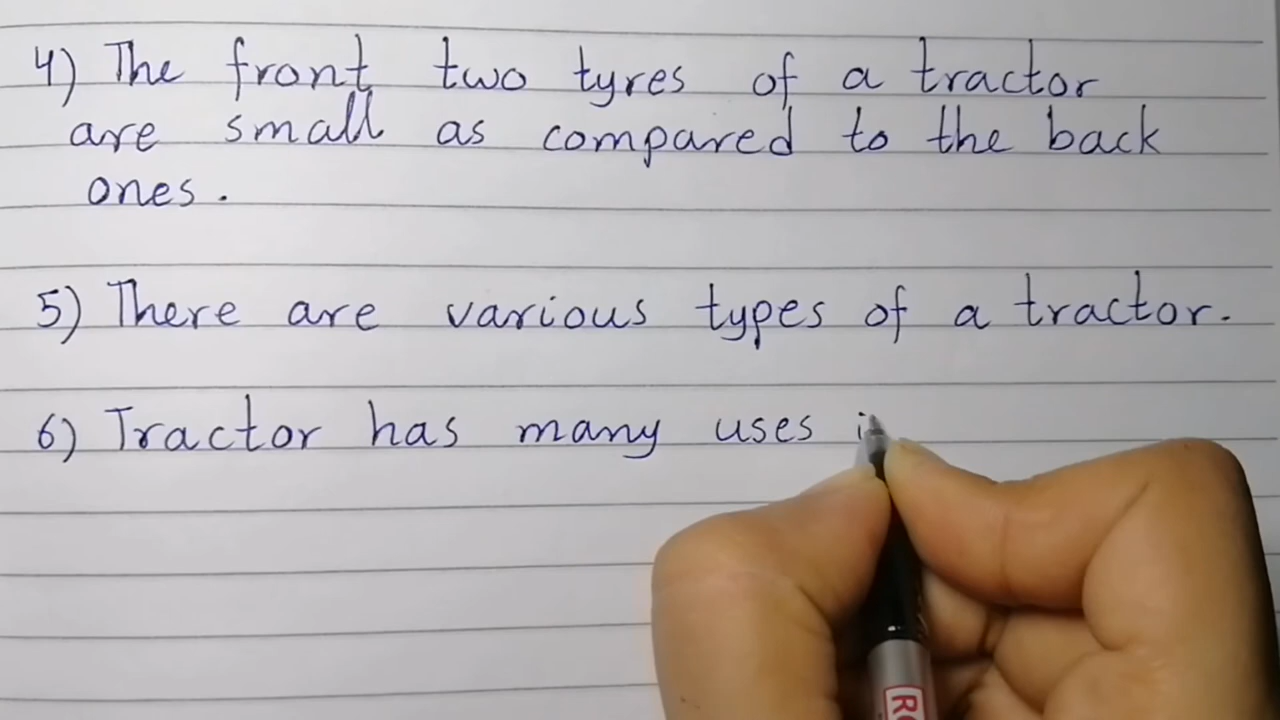 4) The front two tyres of a tractor
are small as compared to the back
ones.
5) There are various types of a tractor.
6) Tractor has many uses i